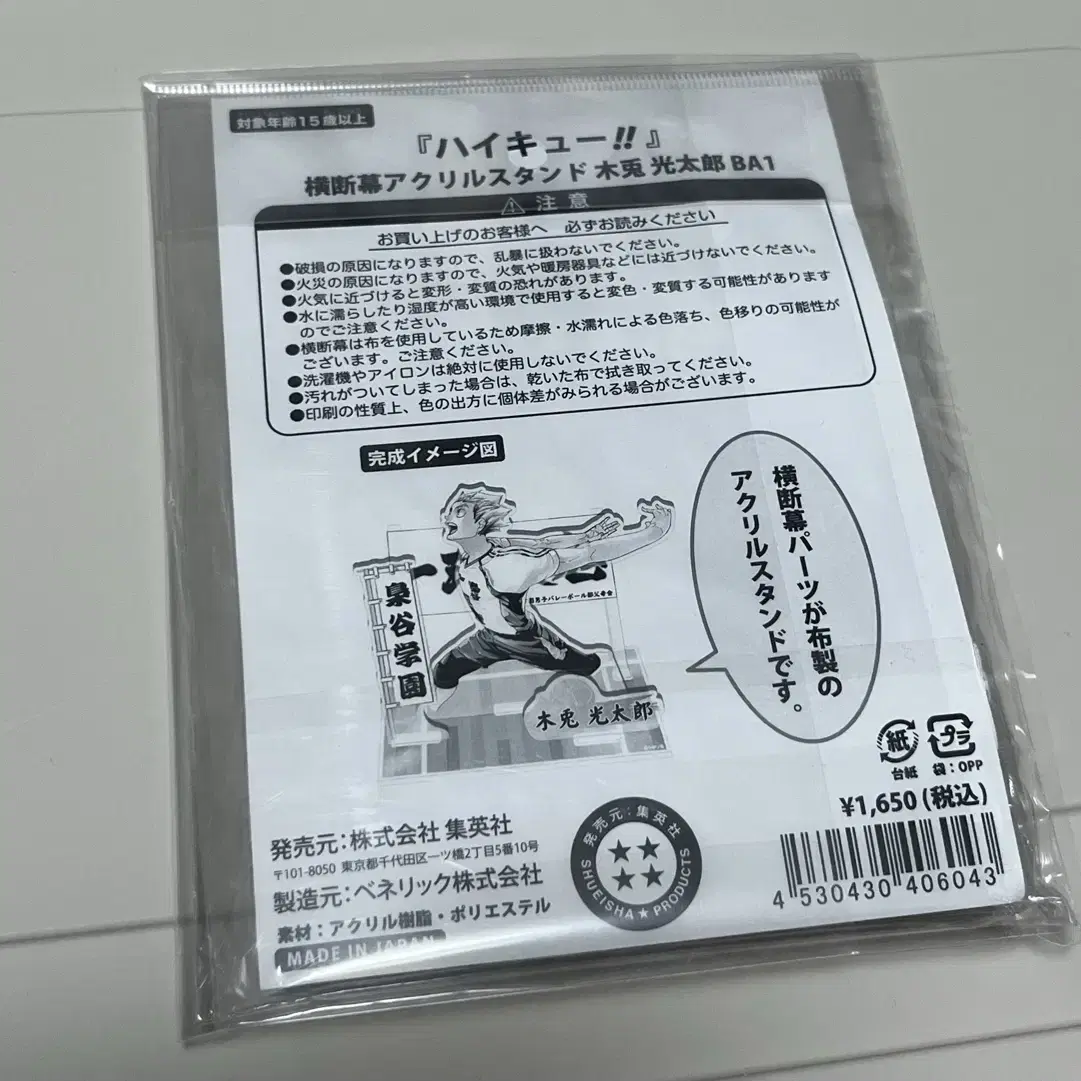 対象年齢15歳以上
『ハイキュー!!』
横断幕アクリルスタンド 木兎 光太郎 BA1
⚠ 注意
お買い上げのお客様へ 必ずお読みください
●破損の原因になりますので、乱暴に扱わないでください。
●火災の原因になりますので、火気や暖房器具などには近づけないでください。
●火気に近づけると変形・変質の恐れがあります。
●水に濡らしたり湿度が高い環境で使用すると変色・変質する可能性があります
のでご注意ください。
●横断幕は布を使用しているため摩擦・水濡れによる色落ち、色移りの可能性が
ございます。ご注意ください。
●洗濯機やアイロンは絶対に使用しないでください。
●汚れがついてしまった場合は、乾いた布で拭き取ってください。
●印刷の性質上、色の出方に個体差がみられる場合がございます。
完成イメージ図
横断幕パーツが布製の
アクリルスタンドです。
一
部男子バレーボール部父母会
梟谷学園
木兎 光太郎
紙
プラ
台紙 袋:OPP
¥1,650(税込)
発売元:株式会社 集英社
〒101-8050 東京都千代田区一ツ橋2丁目5番10号
製造元:ベネリック株式会社
素材:アクリル樹脂・ポリエステル
MADE IN JAPAN
発売元:集英社
SHUEISHA★PRODUCTS
4 530430 406043